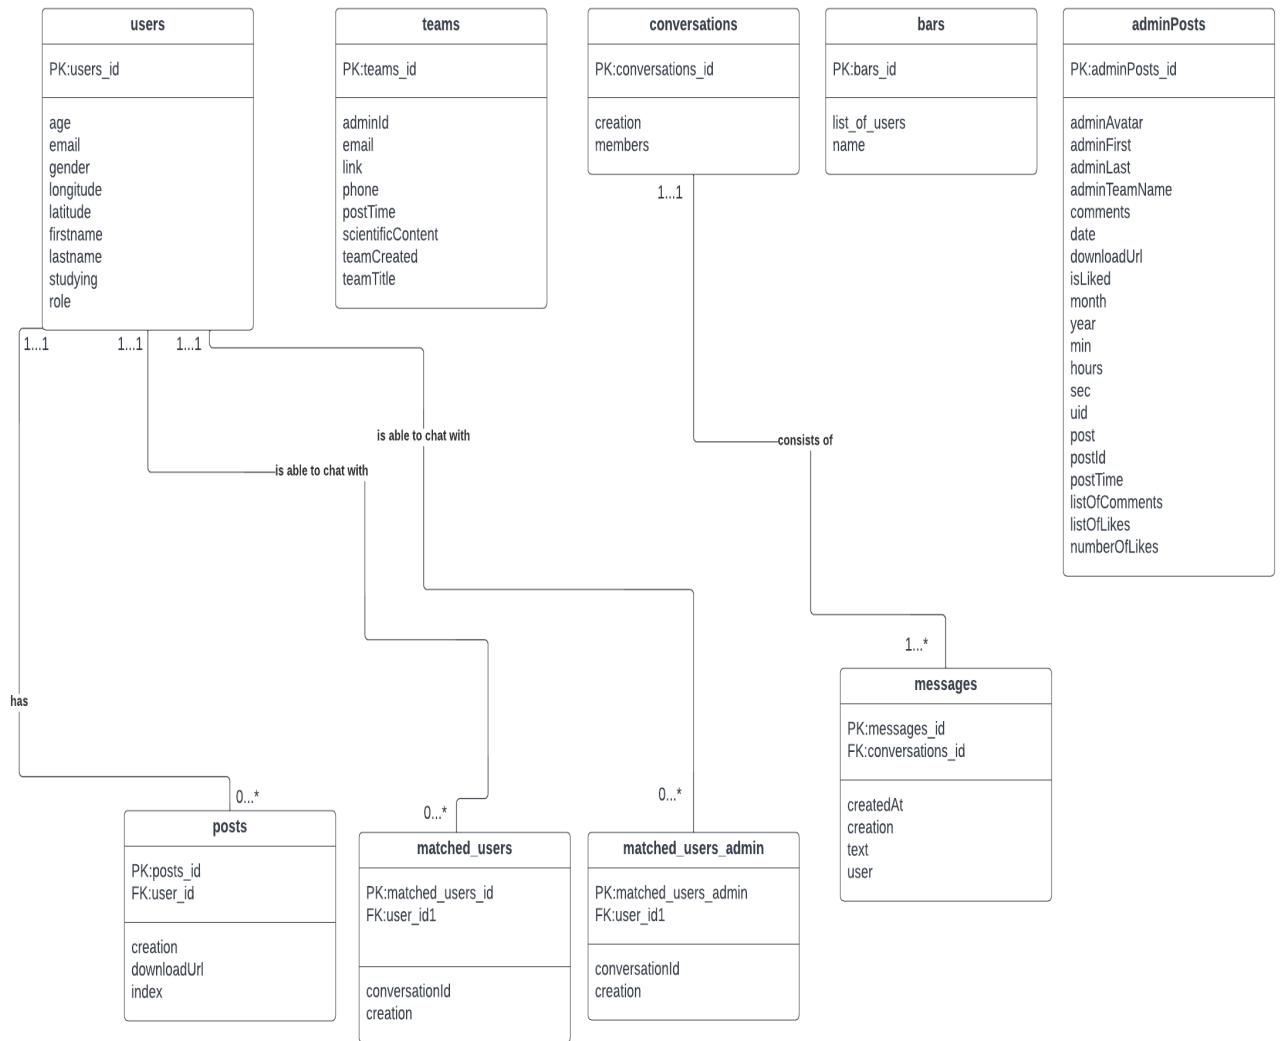 users
PK:users_id
age
email
gender
longitude
latitude
firstname
lastname
studying
role
teams
PK:teams_id
adminId
email
link
phone
postTime
scientificContent
teamCreated
teamTitle
conversations
PK:conversations_id
creation
members
bars
PK:bars_id
list_of_users
name
adminPosts
PK:adminPosts_id
adminAvatar
adminFirst
adminLast
adminTeamName
comments
date
downloadUrl
isLiked
month
year
min
hours
sec
uid
post
postId
postTime
listOfComments
listOfLikes
numberOfLikes
1...1
1...1
1...1
1...1
is able to chat with
is able to chat with
consists of
has
1...*
0...*
0...*
0...*
messages
PK:messages_id
FK:conversations_id
createdAt
creation
text
user
posts
PK:posts_id
FK:user_id
creation
downloadUrl
index
matched_users
PK:matched_users_id
FK:user_id1
conversationId
creation
matched_users_admin
PK:matched_users_admin
FK:user_id1
conversationId
creation